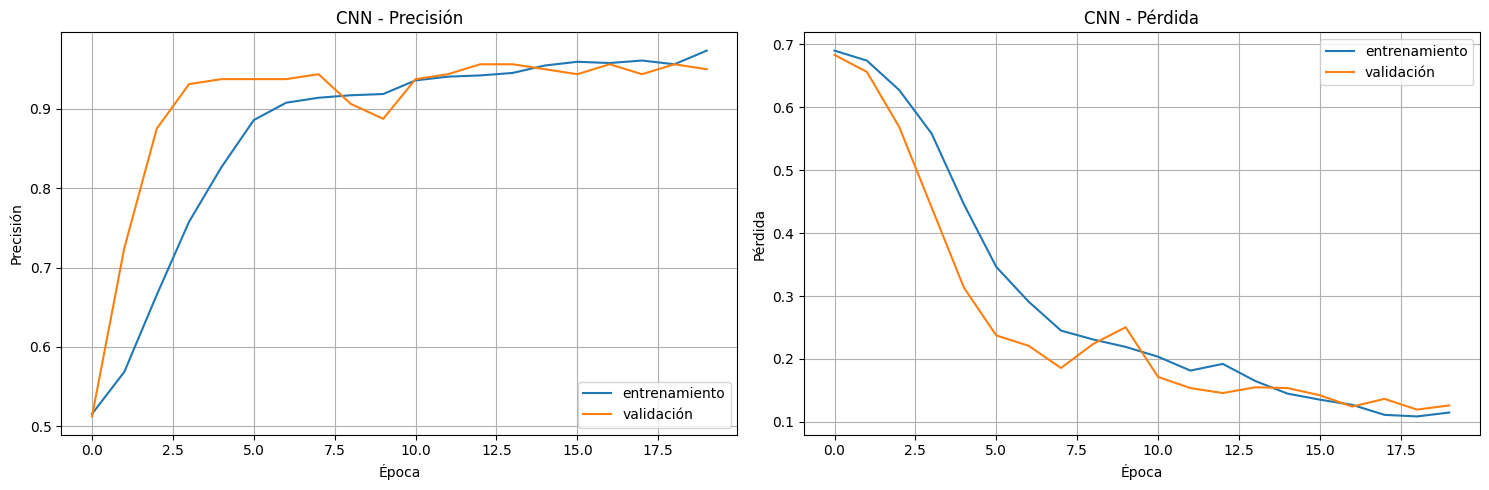 CNN - Precisión
Precisión
0.9
0.8
0.7
0.6
0.5
entrenamiento
validación
0.0 2.5 5.0 7.5 10.0 12.5 15.0 17.5
Época
CNN - Pérdida
Pérdida
0.7
0.6
0.5
0.4
0.3
0.2
0.1
entrenamiento
validación
0.0 2.5 5.0 7.5 10.0 12.5 15.0 17.5
Época